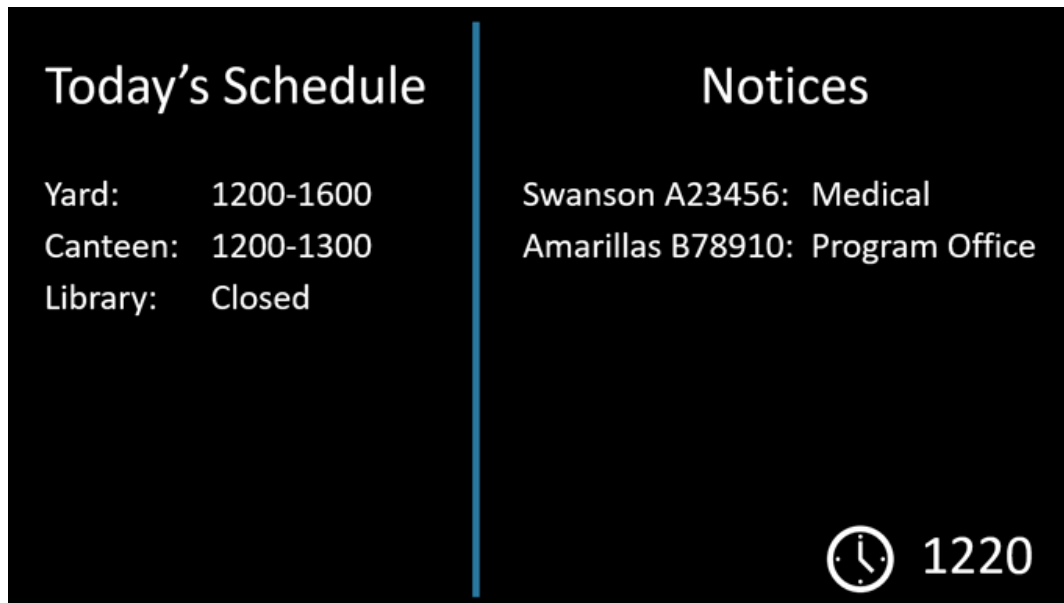 Today's Schedule
Yard: 1200-1600
Canteen: 1200-1300
Library: Closed
Notices
Swanson A23456: Medical
Amarillas B78910: Program Office
1220